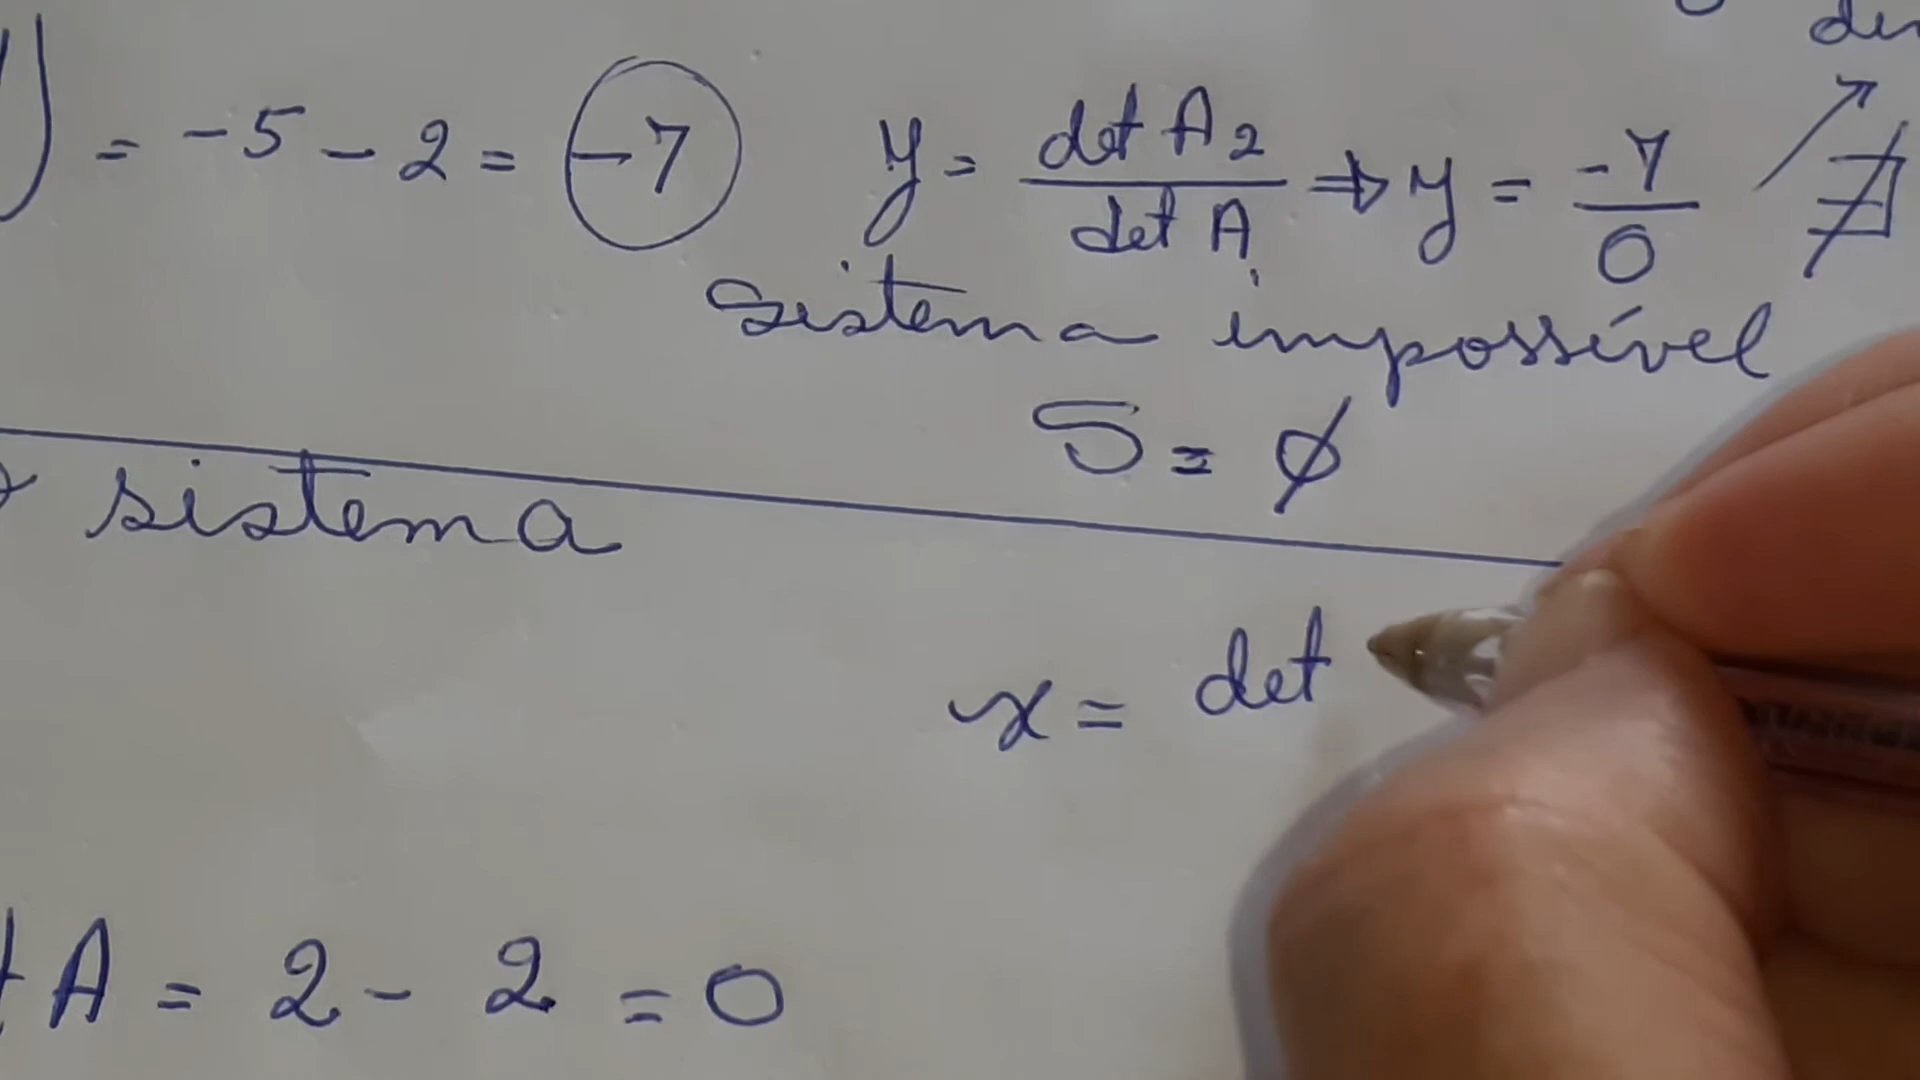 = -5 - 2 = -7 y = det A2 / det A ⇒ y = -7 / 0 ∄
sistema impossível
S = ∅
sistema
x = det
A = 2 - 2 = 0